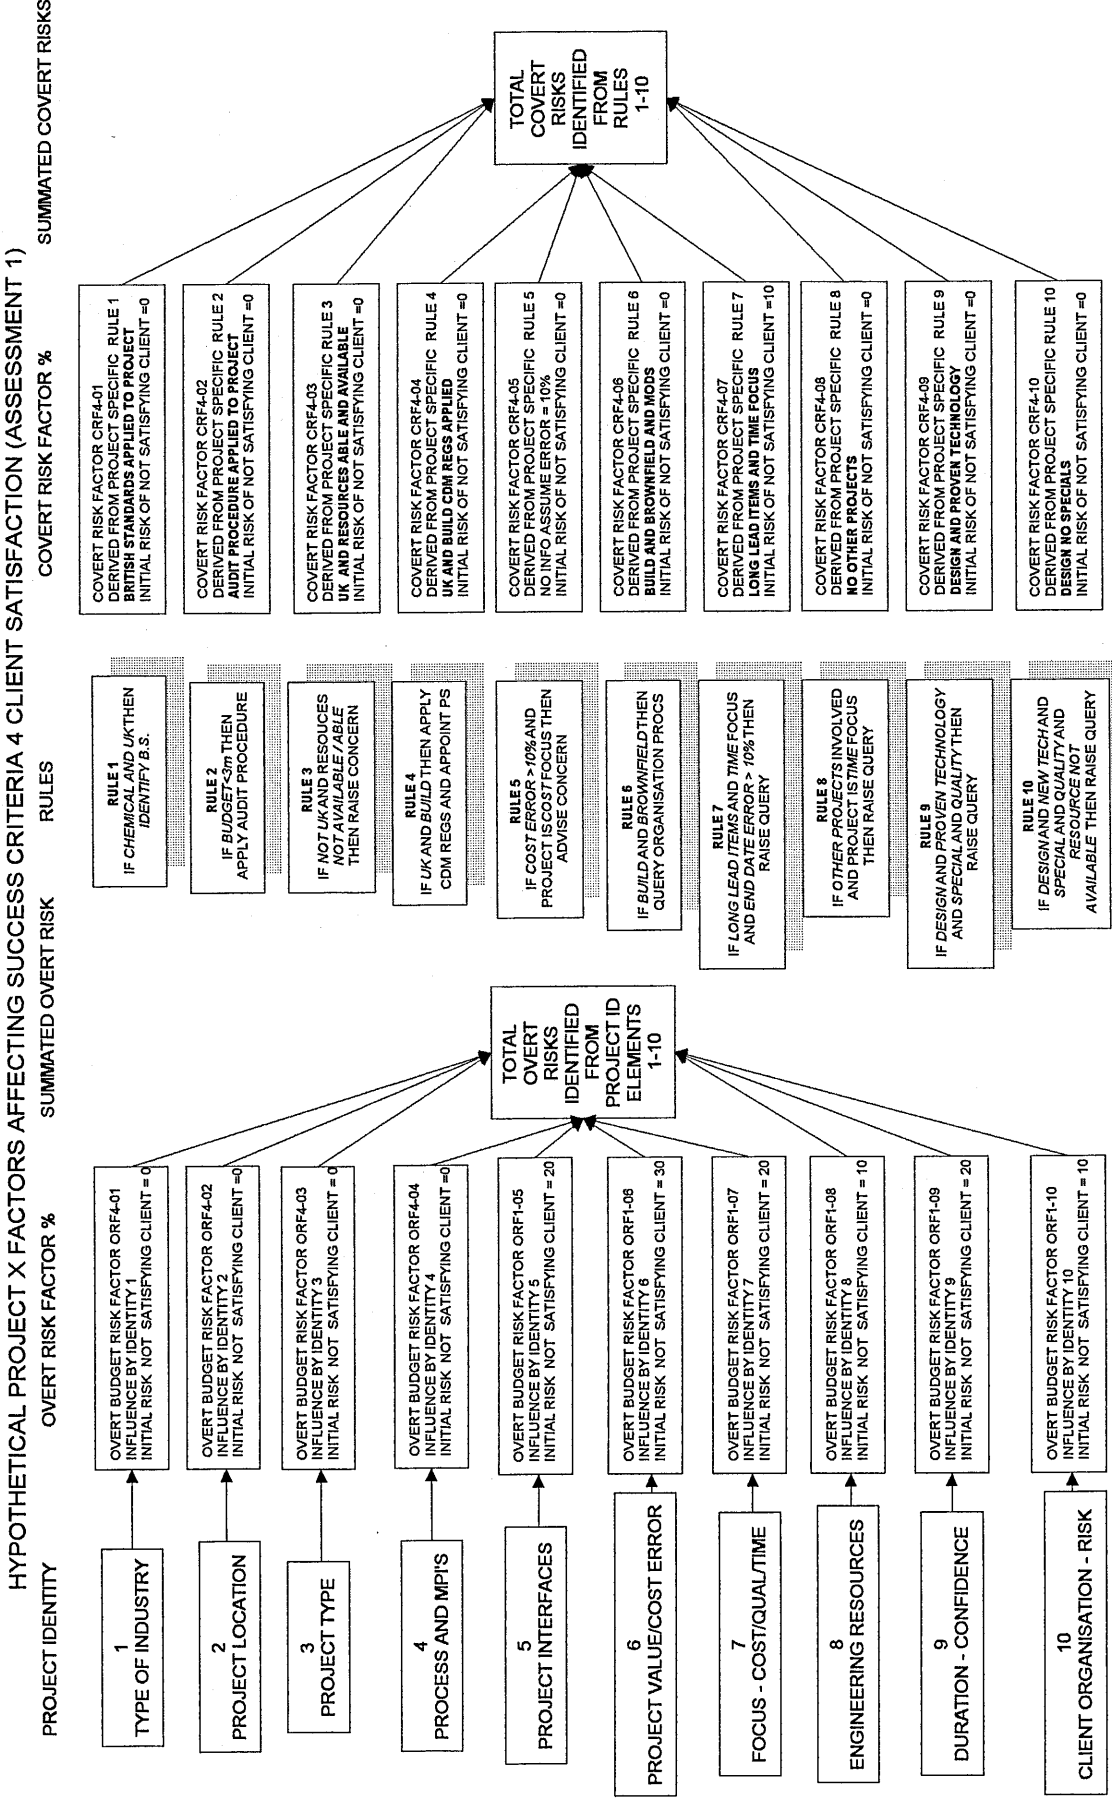 HYPOTHETICAL PROJECT X FACTORS AFFECTING SUCCESS CRITERIA 4 CLIENT SATISFACTION (ASSESSMENT 1)
PROJECT IDENTITY
OVERT RISK FACTOR %
SUMMATED OVERT RISK
RULES
COVERT RISK FACTOR %
SUMMATED COVERT RISKS
1
TYPE OF INDUSTRY
2
PROJECT LOCATION
3
PROJECT TYPE
4
PROCESS AND MPI'S
5
PROJECT INTERFACES
6
PROJECT VALUE/COST ERROR
7
FOCUS - COST/QUAL/TIME
8
ENGINEERING RESOURCES
9
DURATION - CONFIDENCE
10
CLIENT ORGANISATION - RISK
OVERT BUDGET RISK FACTOR ORF4-01
INFLUENCE BY IDENTITY 1
INITIAL RISK NOT SATISFYING CLIENT = 0
OVERT BUDGET RISK FACTOR ORF4-02
INFLUENCE BY IDENTITY 2
INITIAL RISK NOT SATISFYING CLIENT =0
OVERT BUDGET RISK FACTOR ORF4-03
INFLUENCE BY IDENTITY 3
INITIAL RISK NOT SATISFYING CLIENT =0
OVERT BUDGET RISK FACTOR ORF4-04
INFLUENCE BY IDENTITY 4
INITIAL RISK NOT SATISFYING CLIENT =0
OVERT BUDGET RISK FACTOR ORF1-05
INFLUENCE BY IDENTITY 5
INITIAL RISK NOT SATISFYING CLIENT = 20
OVERT BUDGET RISK FACTOR ORF1-06
INFLUENCE BY IDENTITY 6
INITIAL RISK NOT SATISFYING CLIENT = 30
OVERT BUDGET RISK FACTOR ORF1-07
INFLUENCE BY IDENTITY 7
INITIAL RISK NOT SATISFYING CLIENT = 20
OVERT BUDGET RISK FACTOR ORF1-08
INFLUENCE BY IDENTITY 8
INITIAL RISK NOT SATISFYING CLIENT = 10
OVERT BUDGET RISK FACTOR ORF1-09
INFLUENCE BY IDENTITY 9
INITIAL RISK NOT SATISFYING CLIENT = 20
OVERT BUDGET RISK FACTOR ORF1-10
INFLUENCE BY IDENTITY 10
INITIAL RISK NOT SATISFYING CLIENT = 10
TOTAL
OVERT
RISKS
IDENTIFIED
FROM
PROJECT ID
ELEMENTS
1-10
RULE 1
IF CHEMICAL AND UK THEN
IDENTIFY B.S.
RULE 2
IF BUDGET<3m THEN
APPLY AUDIT PROCEDURE
RULE 3
IF NOT UK AND RESOUCES
NOT AVAILABLE / ABLE
THEN RAISE CONCERN
RULE 4
IF UK AND BUILD THEN APPLY
CDM REGS AND APPOINT PS
RULE 5
IF COST ERROR >10% AND
PROJECT IS COST FOCUS THEN
ADVISE CONCERN
RULE 6
IF BUILD AND BROWNFIELD THEN
QUERY ORGANISATION PROCS
RULE 7
IF LONG LEAD ITEMS AND TIME FOCUS
AND END DATE ERROR > 10% THEN
RAISE QUERY
RULE 8
IF OTHER PROJECTS INVOLVED
AND PROJECT IS TIME FOCUS
THEN RAISE QUERY
RULE 9
IF DESIGN AND PROVEN TECHNOLOGY
AND SPECIAL AND QUALITY THEN
RAISE QUERY
RULE 10
IF DESIGN AND NEW TECH AND
SPECIAL AND QUALITY AND
RESOURCE NOT
AVAILABLE THEN RAISE QUERY
COVERT RISK FACTOR CRF4-01
DERIVED FROM PROJECT SPECIFIC RULE 1
BRITISH STANDARDS APPLIED TO PROJECT
INITIAL RISK OF NOT SATISFYING CLIENT =0
COVERT RISK FACTOR CRF4-02
DERIVED FROM PROJECT SPECIFIC RULE 2
AUDIT PROCEDURE APPLIED TO PROJECT
INITIAL RISK OF NOT SATISFYING CLIENT =0
COVERT RISK FACTOR CRF4-03
DERIVED FROM PROJECT SPECIFIC RULE 3
UK AND RESOURCES ABLE AND AVAILABLE
INITIAL RISK OF NOT SATISFYING CLIENT =0
COVERT RISK FACTOR CRF4-04
DERIVED FROM PROJECT SPECIFIC RULE 4
UK AND BUILD CDM REGS APPLIED
INITIAL RISK OF NOT SATISFYING CLIENT =0
COVERT RISK FACTOR CRF4-05
DERIVED FROM PROJECT SPECIFIC RULE 5
NO INFO ASSUME ERROR = 10%
INITIAL RISK OF NOT SATISFYING CLIENT =0
COVERT RISK FACTOR CRF4-06
DERIVED FROM PROJECT SPECIFIC RULE 6
BUILD AND BROWNFIELD AND MODS
INITIAL RISK OF NOT SATISFYING CLIENT =0
COVERT RISK FACTOR CRF4-07
DERIVED FROM PROJECT SPECIFIC RULE 7
LONG LEAD ITEMS AND TIME FOCUS
INITIAL RISK OF NOT SATISFYING CLIENT =10
COVERT RISK FACTOR CRF4-08
DERIVED FROM PROJECT SPECIFIC RULE 8
NO OTHER PROJECTS
INITIAL RISK OF NOT SATISFYING CLIENT =0
COVERT RISK FACTOR CRF4-09
DERIVED FROM PROJECT SPECIFIC RULE 9
DESIGN AND PROVEN TECHNOLOGY
INITIAL RISK OF NOT SATISFYING CLIENT =0
COVERT RISK FACTOR CRF4-10
DERIVED FROM PROJECT SPECIFIC RULE 10
DESIGN NO SPECIALS
INITIAL RISK OF NOT SATISFYING CLIENT =0
TOTAL
COVERT
RISKS
IDENTIFIED
FROM
RULES
1-10